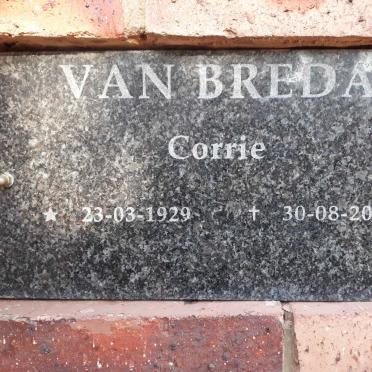 VAN BREDA
Corrie
★ 23-03-1929 ✝ 30-08-20